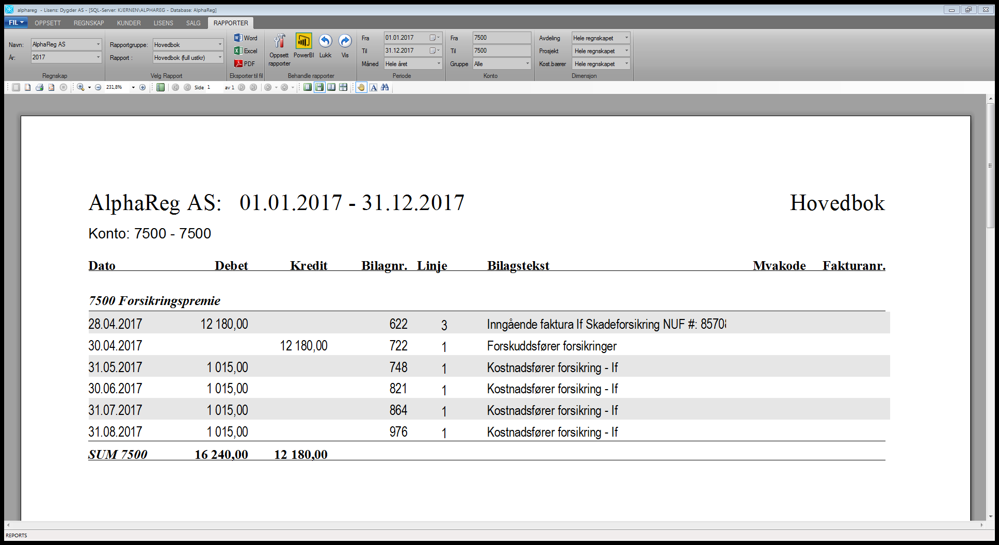 alphareg - Lisens: Dygder AS - [SQL-Server: KJERNEN\ALPHAREG - Database: AlphaReg]
FIL OPPSETT REGNSKAP KUNDER LISENS SALG RAPPORTER
Navn: AlphaReg AS
År: 2017
Regnskap
Rapportgruppe: Hovedbok
Rapport : Hovedbok (full ustkr)
Velg Rapport
Word
Excel
PDF
Eksporter til fil
Oppsett rapporter PowerBI Lukk Vis
Behandle rapporter
Fra 01.01.2017
Til 31.12.2017
Måned Hele året
Periode
Fra 7500
Til 7500
Gruppe Alle
Konto
Avdeling Hele regnskapet
Prosjekt Hele regnskapet
Kost.bærer Hele regnskapet
Dimensjon
231,8% Side 1 av 1
AlphaReg AS: 01.01.2017 - 31.12.2017 Hovedbok
Konto: 7500 - 7500
Dato Debet Kredit Bilagnr. Linje Bilagstekst Mvakode Fakturanr.
7500 Forsikringspremie
28.04.2017 12 180,00 622 3 Inngående faktura If Skadeforsikring NUF #: 85708
30.04.2017 12 180,00 722 1 Forskuddsfører forsikringer
31.05.2017 1 015,00 748 1 Kostnadsfører forsikring - If
30.06.2017 1 015,00 821 1 Kostnadsfører forsikring - If
31.07.2017 1 015,00 864 1 Kostnadsfører forsikring - If
31.08.2017 1 015,00 976 1 Kostnadsfører forsikring - If
SUM 7500 16 240,00 12 180,00
REPORTS